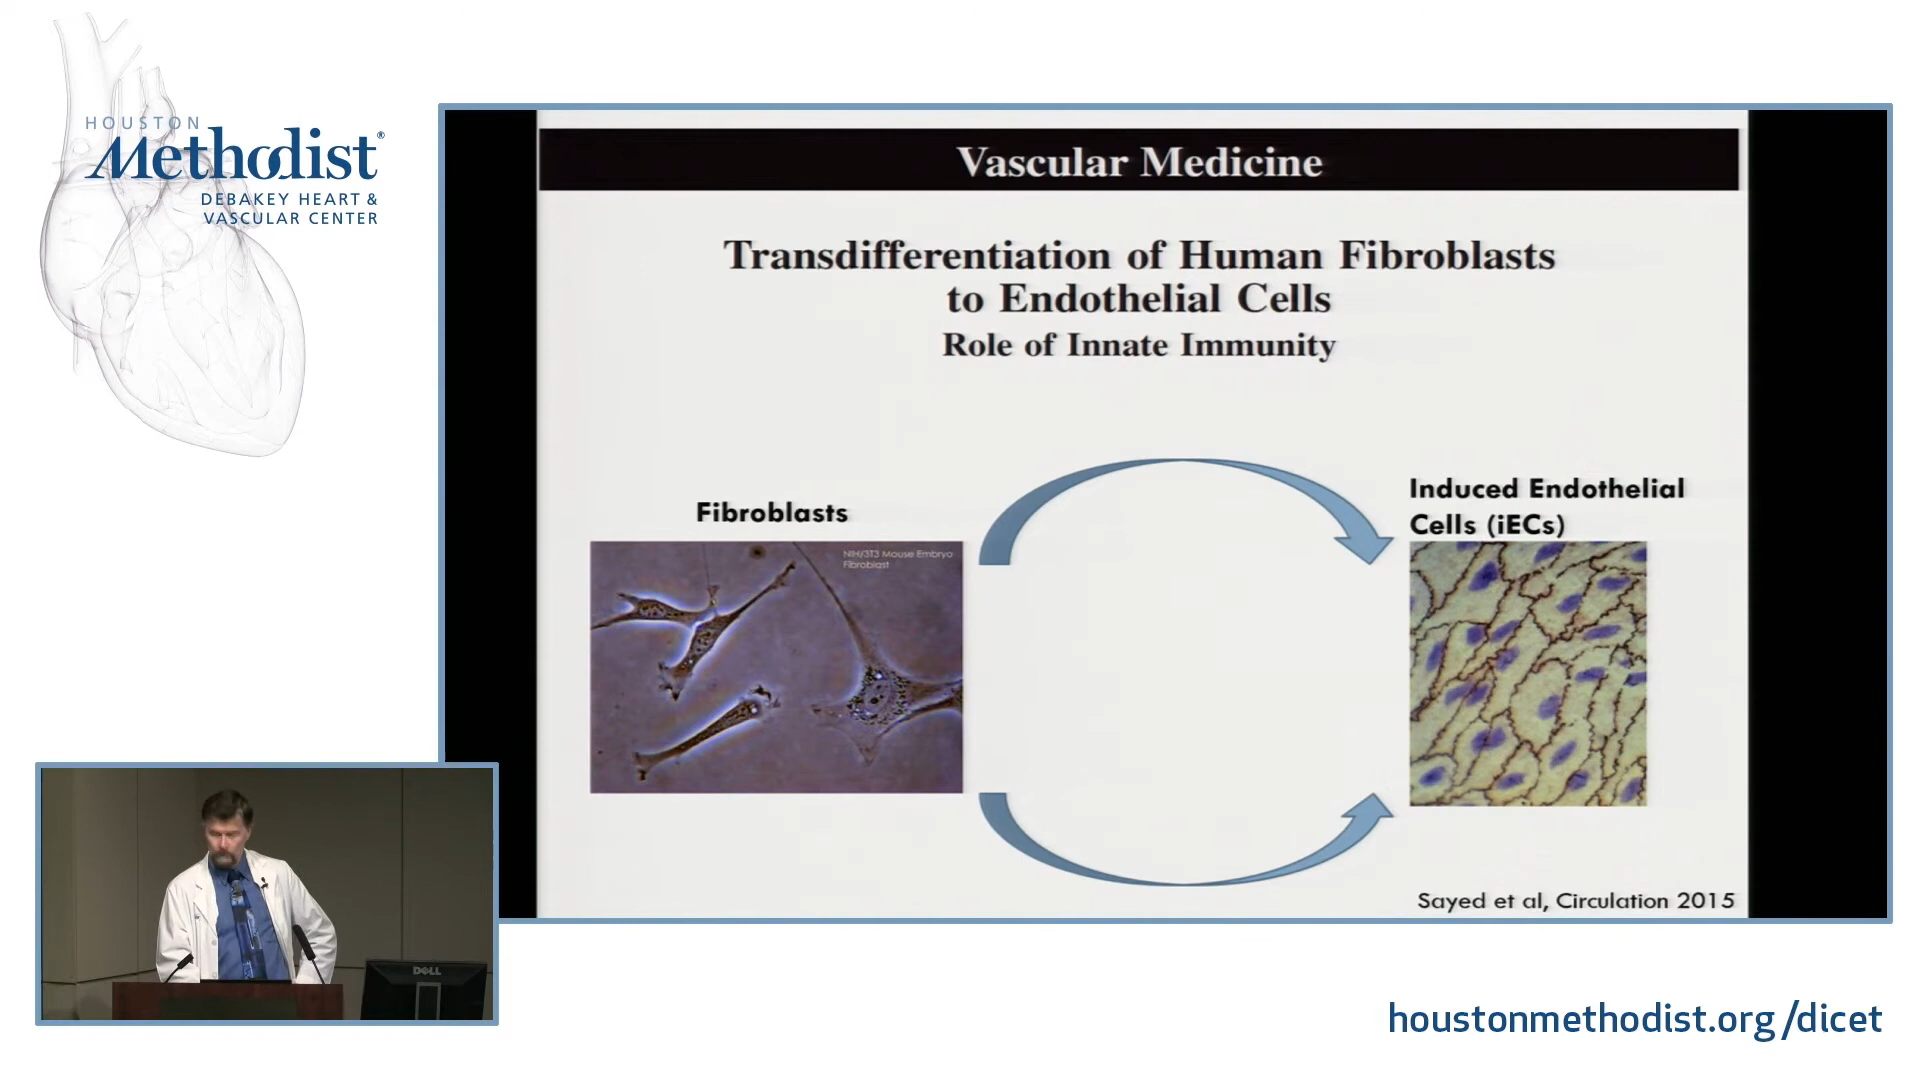 HOUSTON
Methodist®
DEBAKEY HEART &
VASCULAR CENTER
Vascular Medicine
Transdifferentiation of Human Fibroblasts
to Endothelial Cells
Role of Innate Immunity
Fibroblasts
NIH/3T3 Mouse Embryo
Fibroblast
Induced Endothelial
Cells (iECs)
Sayed et al, Circulation 2015
DELL
houstonmethodist.org/dicet